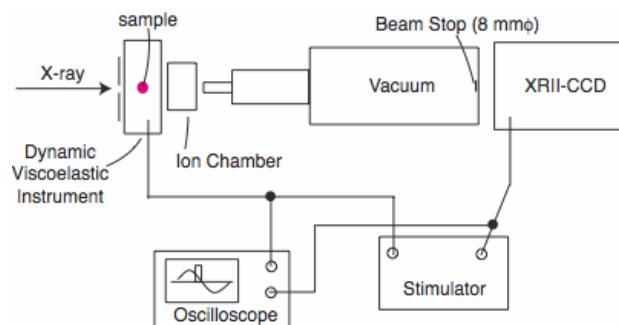 sample
Beam Stop (8 mmϕ)
X-ray
Vacuum
XRII-CCD
Dynamic
Viscoelastic
Instrument
Ion Chamber
Oscilloscope
Stimulator